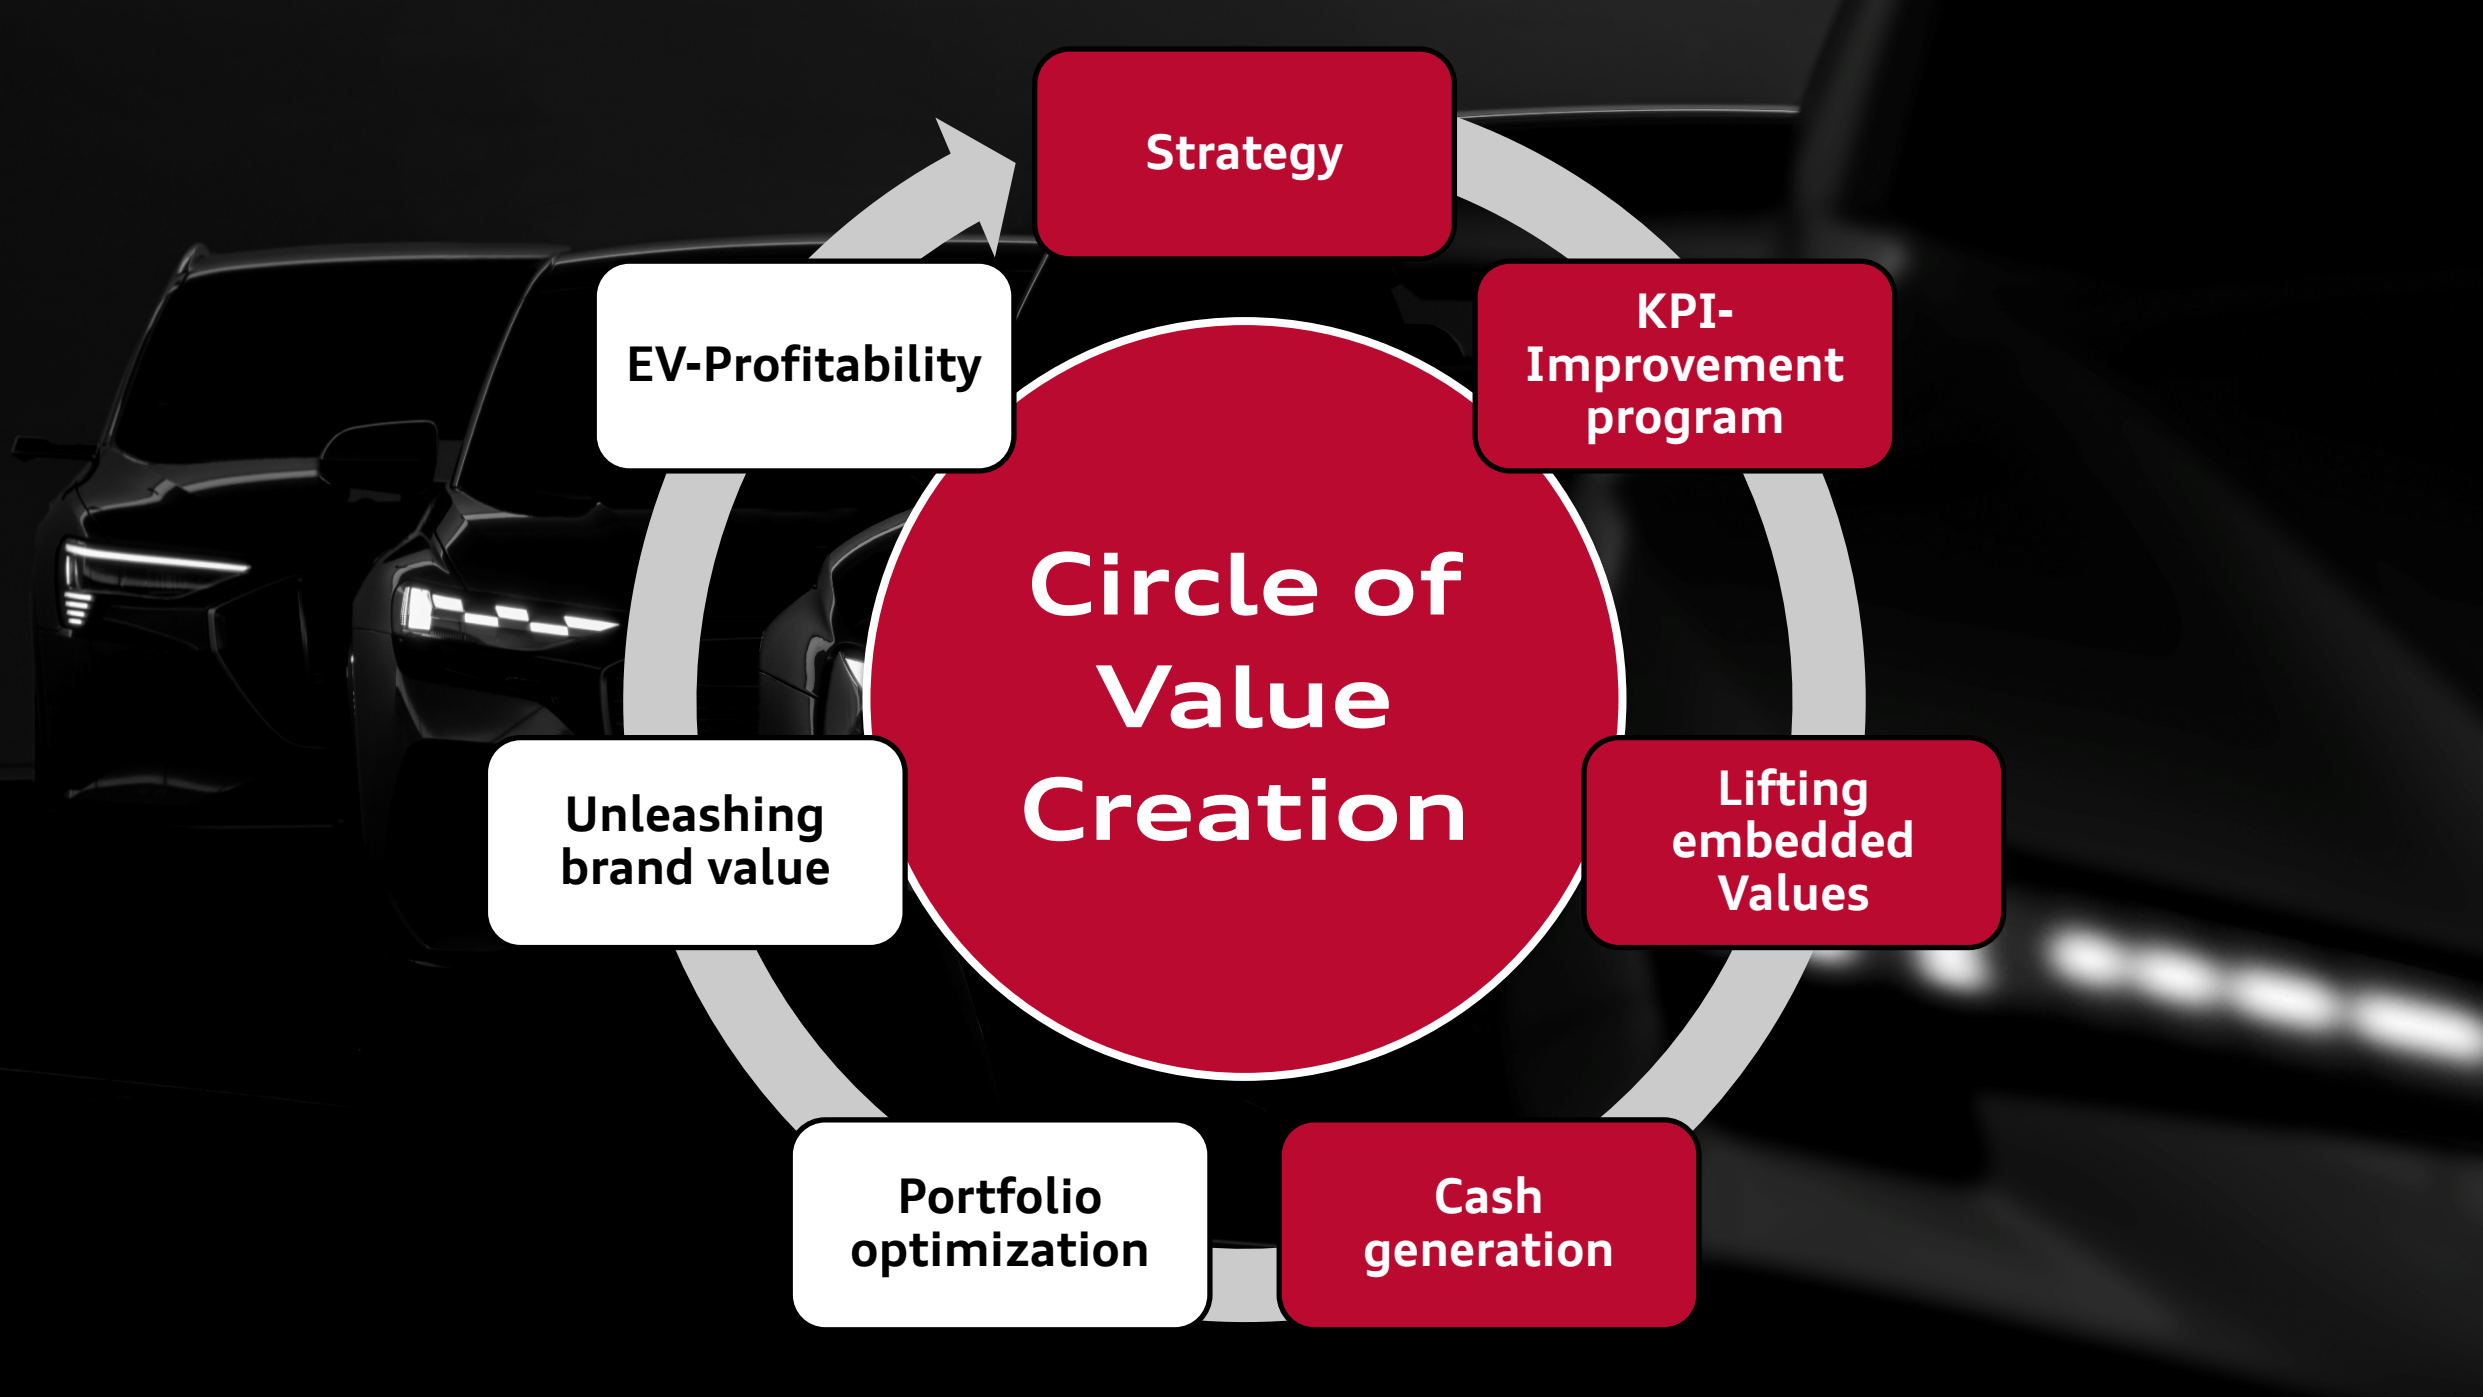 Strategy
KPI-
Improvement
program
Lifting
embedded
Values
Cash
generation
Portfolio
optimization
Unleashing
brand value
EV-Profitability
Circle of
Value
Creation